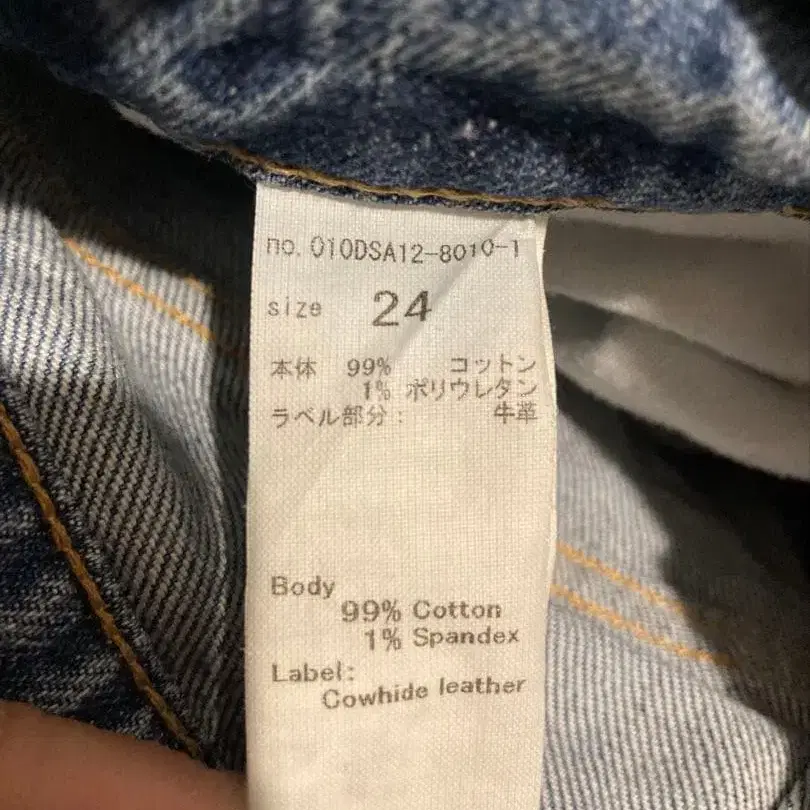 no. 010DSA12-8010-1
size 24
本体 99% コットン
1% ポリウレタン
ラベル部分: 牛革
Body
99% Cotton
1% Spandex
Label:
Cowhide leather